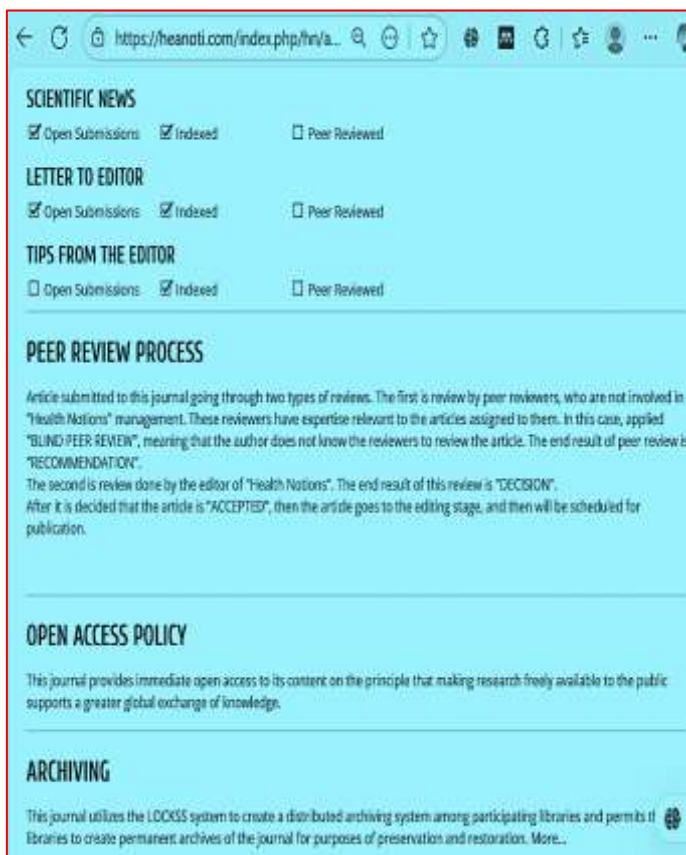 https://heanoti.com/index.php/hn/a...
SCIENTIFIC NEWS
☑ Open Submissions ☑ Indexed ☐ Peer Reviewed
LETTER TO EDITOR
☑ Open Submissions ☑ Indexed ☐ Peer Reviewed
TIPS FROM THE EDITOR
☐ Open Submissions ☑ Indexed ☐ Peer Reviewed
PEER REVIEW PROCESS
Article submitted to this journal going through two types of reviews. The first is review by peer reviewers, who are not involved in
"Health Notions" management. These reviewers have expertise relevant to the articles assigned to them. In this case, applied
"BLIND PEER REVIEW", meaning that the author does not know the reviewers to review the article. The end result of peer review is
"RECOMMENDATION".
The second is review done by the editor of "Health Notions". The end result of this review is "DECISION".
After it is decided that the article is "ACCEPTED", then the article goes to the editing stage, and then will be scheduled for
publication.
OPEN ACCESS POLICY
This journal provides immediate open access to its content on the principle that making research freely available to the public
supports a greater global exchange of knowledge.
ARCHIVING
This journal utilizes the LOCKSS system to create a distributed archiving system among participating libraries and permits
libraries to create permanent archives of the journal for purposes of preservation and restoration. More...